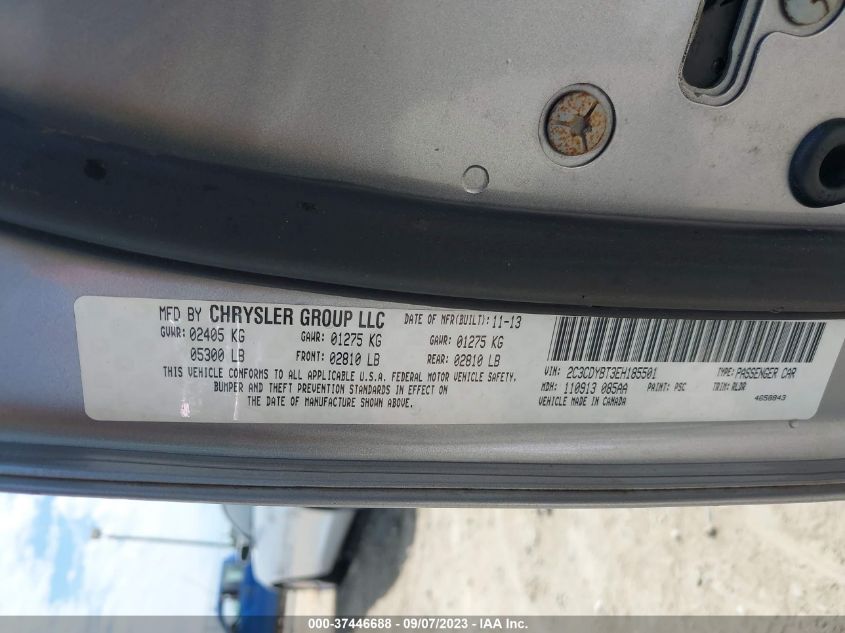 MFD BY CHRYSLER GROUP LLC DATE OF MFR(BUILT): 11-13
GVWR: 02405 KG GAWR: 01275 KG GAWR: 01275 KG
05300 LB FRONT: 02810 LB REAR: 02810 LB
THIS VEHICLE CONFORMS TO ALL APPLICABLE U.S.A. FEDERAL MOTOR VEHICLE SAFETY,
BUMPER AND THEFT PREVENTION STANDARDS IN EFFECT ON
THE DATE OF MANUFACTURE SHOWN ABOVE.
VIN: 2C3CDYBT3EH185501 TYPE: PASSENGER CAR
MDH: 110913 085AA PAINT: PSC TRIM: RLDR
VEHICLE MADE IN CANADA 4658843
000-37446688 - 09/07/2023 - IAA Inc.